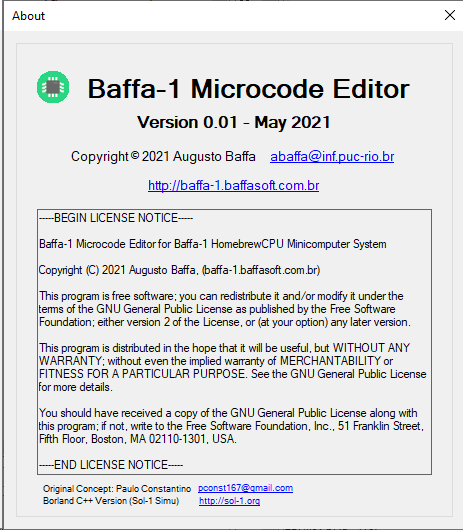 About
Baffa-1 Microcode Editor
Version 0.01 - May 2021
Copyright © 2021 Augusto Baffa abaffa@inf.puc-rio.br
http://baffa-1.baffasoft.com.br
-----BEGIN LICENSE NOTICE-----
Baffa-1 Microcode Editor for Baffa-1 HomebrewCPU Minicomputer System
Copyright (C) 2021 Augusto Baffa, (baffa-1.baffasoft.com.br)
This program is free software; you can redistribute it and/or modify it under the
terms of the GNU General Public License as published by the Free Software
Foundation; either version 2 of the License, or (at your option) any later version.
This program is distributed in the hope that it will be useful, but WITHOUT ANY
WARRANTY; without even the implied warranty of MERCHANTABILITY or
FITNESS FOR A PARTICULAR PURPOSE. See the GNU General Public License
for more details.
You should have received a copy of the GNU General Public License along with
this program; if not, write to the Free Software Foundation, Inc., 51 Franklin Street,
Fifth Floor, Boston, MA 02110-1301, USA.
-----END LICENSE NOTICE-----
Original Concept: Paulo Constantino pconst167@gmail.com
Borland C++ Version (Sol-1 Simu) http://sol-1.org